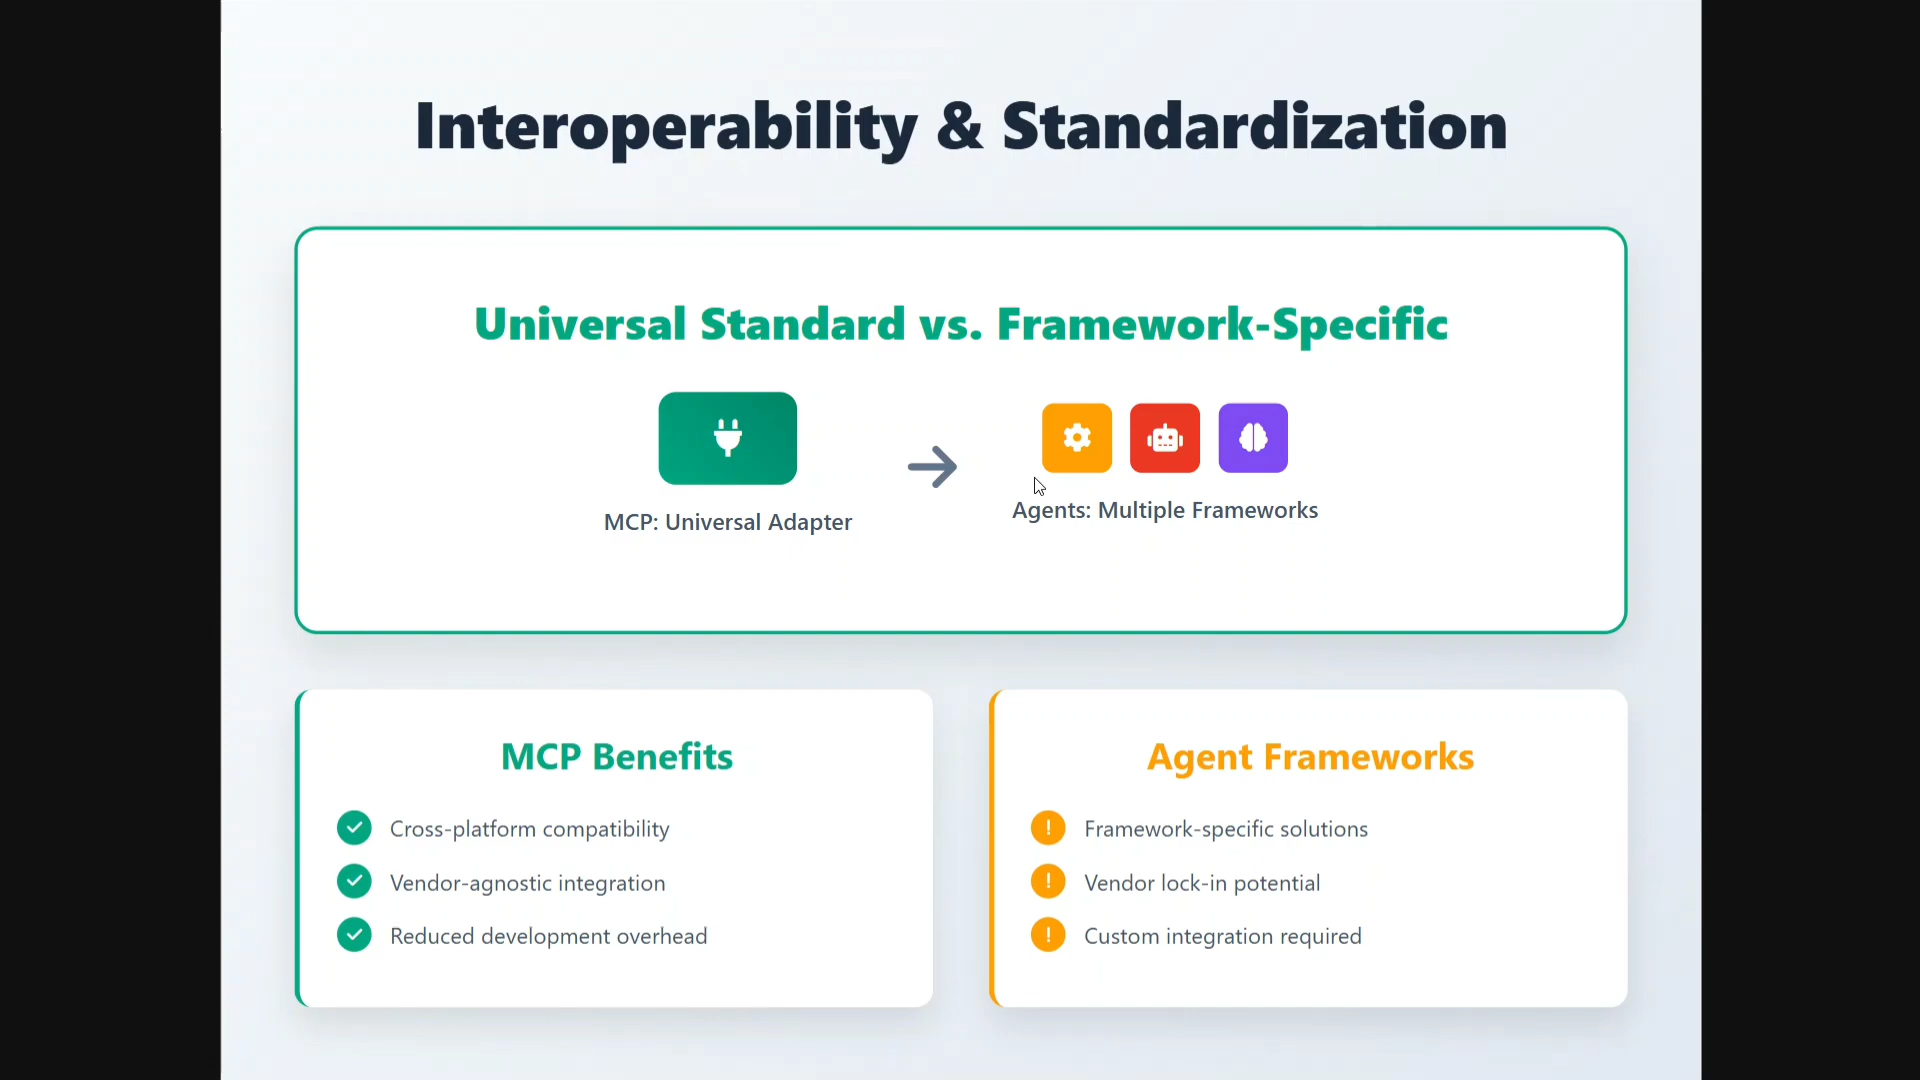 Interoperability & Standardization
Universal Standard vs. Framework-Specific
MCP: Universal Adapter
Agents: Multiple Frameworks
MCP Benefits
Cross-platform compatibility
Vendor-agnostic integration
Reduced development overhead
Agent Frameworks
Framework-specific solutions
Vendor lock-in potential
Custom integration required